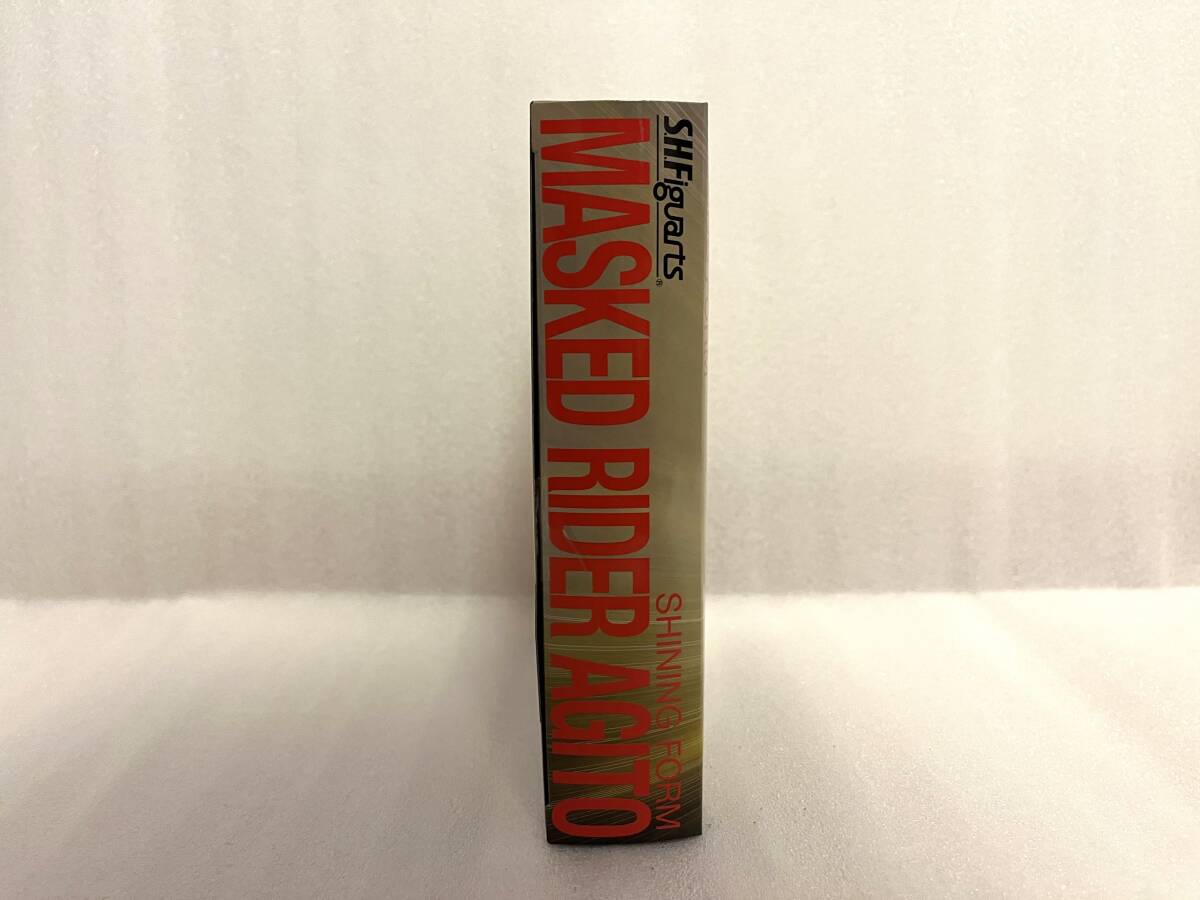 S.H.Figuarts®
SHINING FORM
MASKED RIDER AGITO